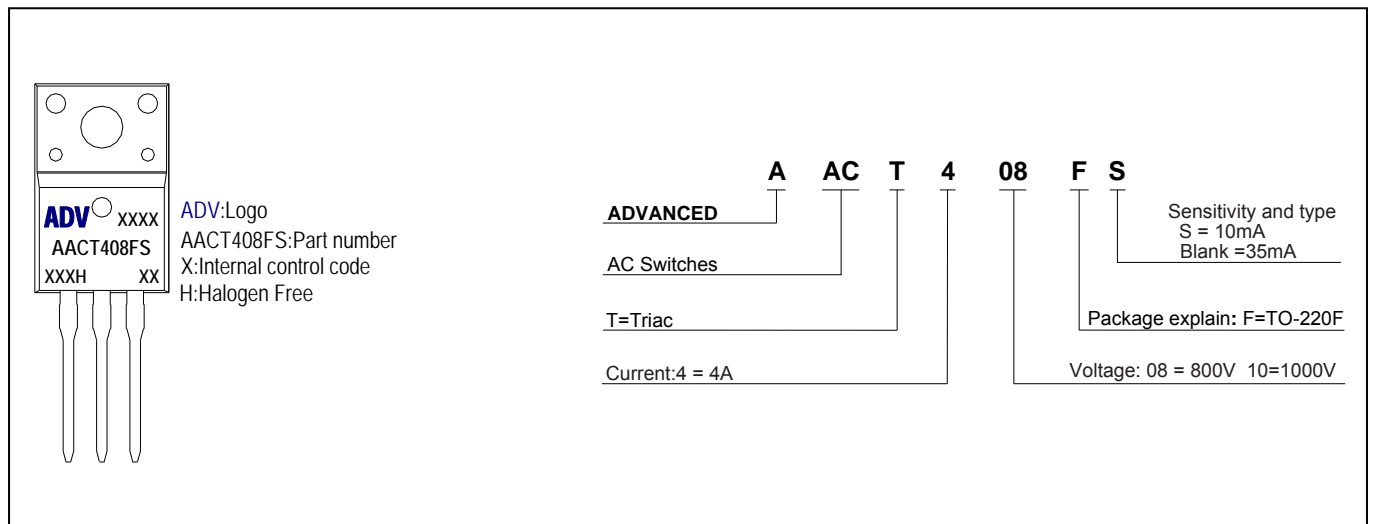 ADV XXXX
AACT408FS
XXXH XX
ADV:Logo
AACT408FS:Part number
X:Internal control code
H:Halogen Free
A AC T 4 08 F S
ADVANCED
AC Switches
T=Triac
Current:4 = 4A
Sensitivity and type
S = 10mA
Blank =35mA
Package explain: F=TO-220F
Voltage: 08 = 800V 10=1000V